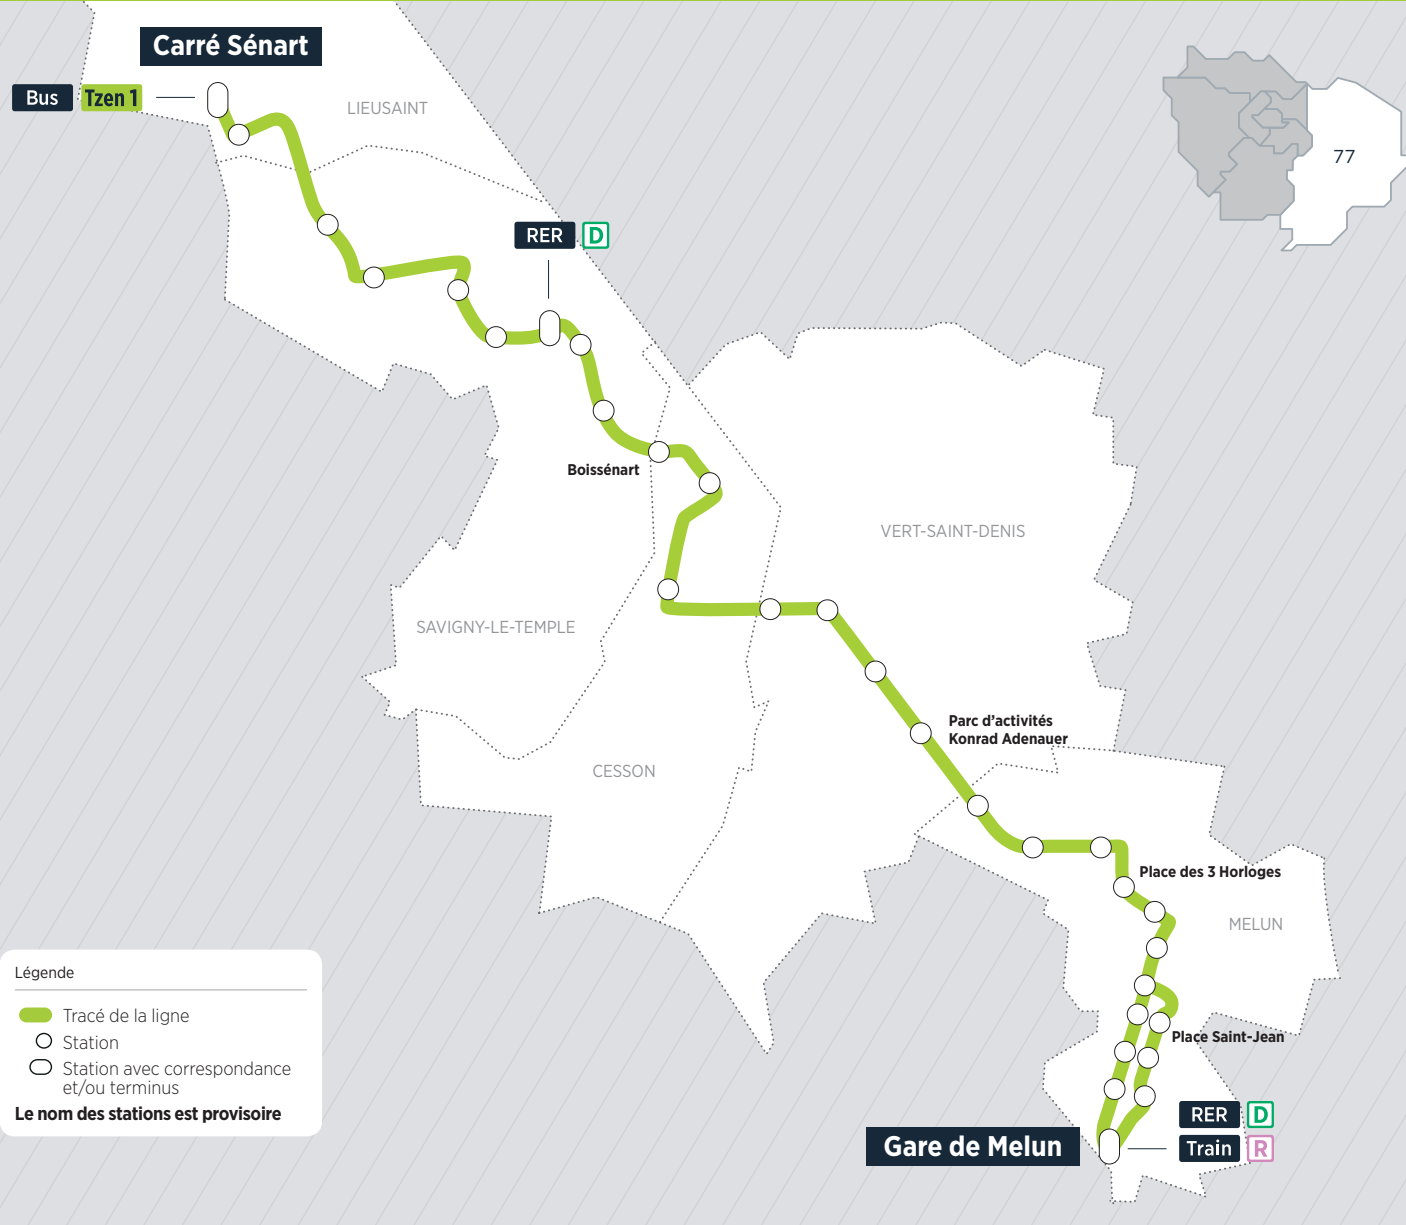 Carré Sénart
Bus Tzen 1
LIEUSAINT
77
RER D
Boissénart
VERT-SAINT-DENIS
SAVIGNY-LE-TEMPLE
Parc d’activités
Konrad Adenauer
CESSON
Place des 3 Horloges
MELUN
Légende
Tracé de la ligne
Station
Station avec correspondance
et/ou terminus
Le nom des stations est provisoire
Place Saint-Jean
RER D
Gare de Melun
Train R